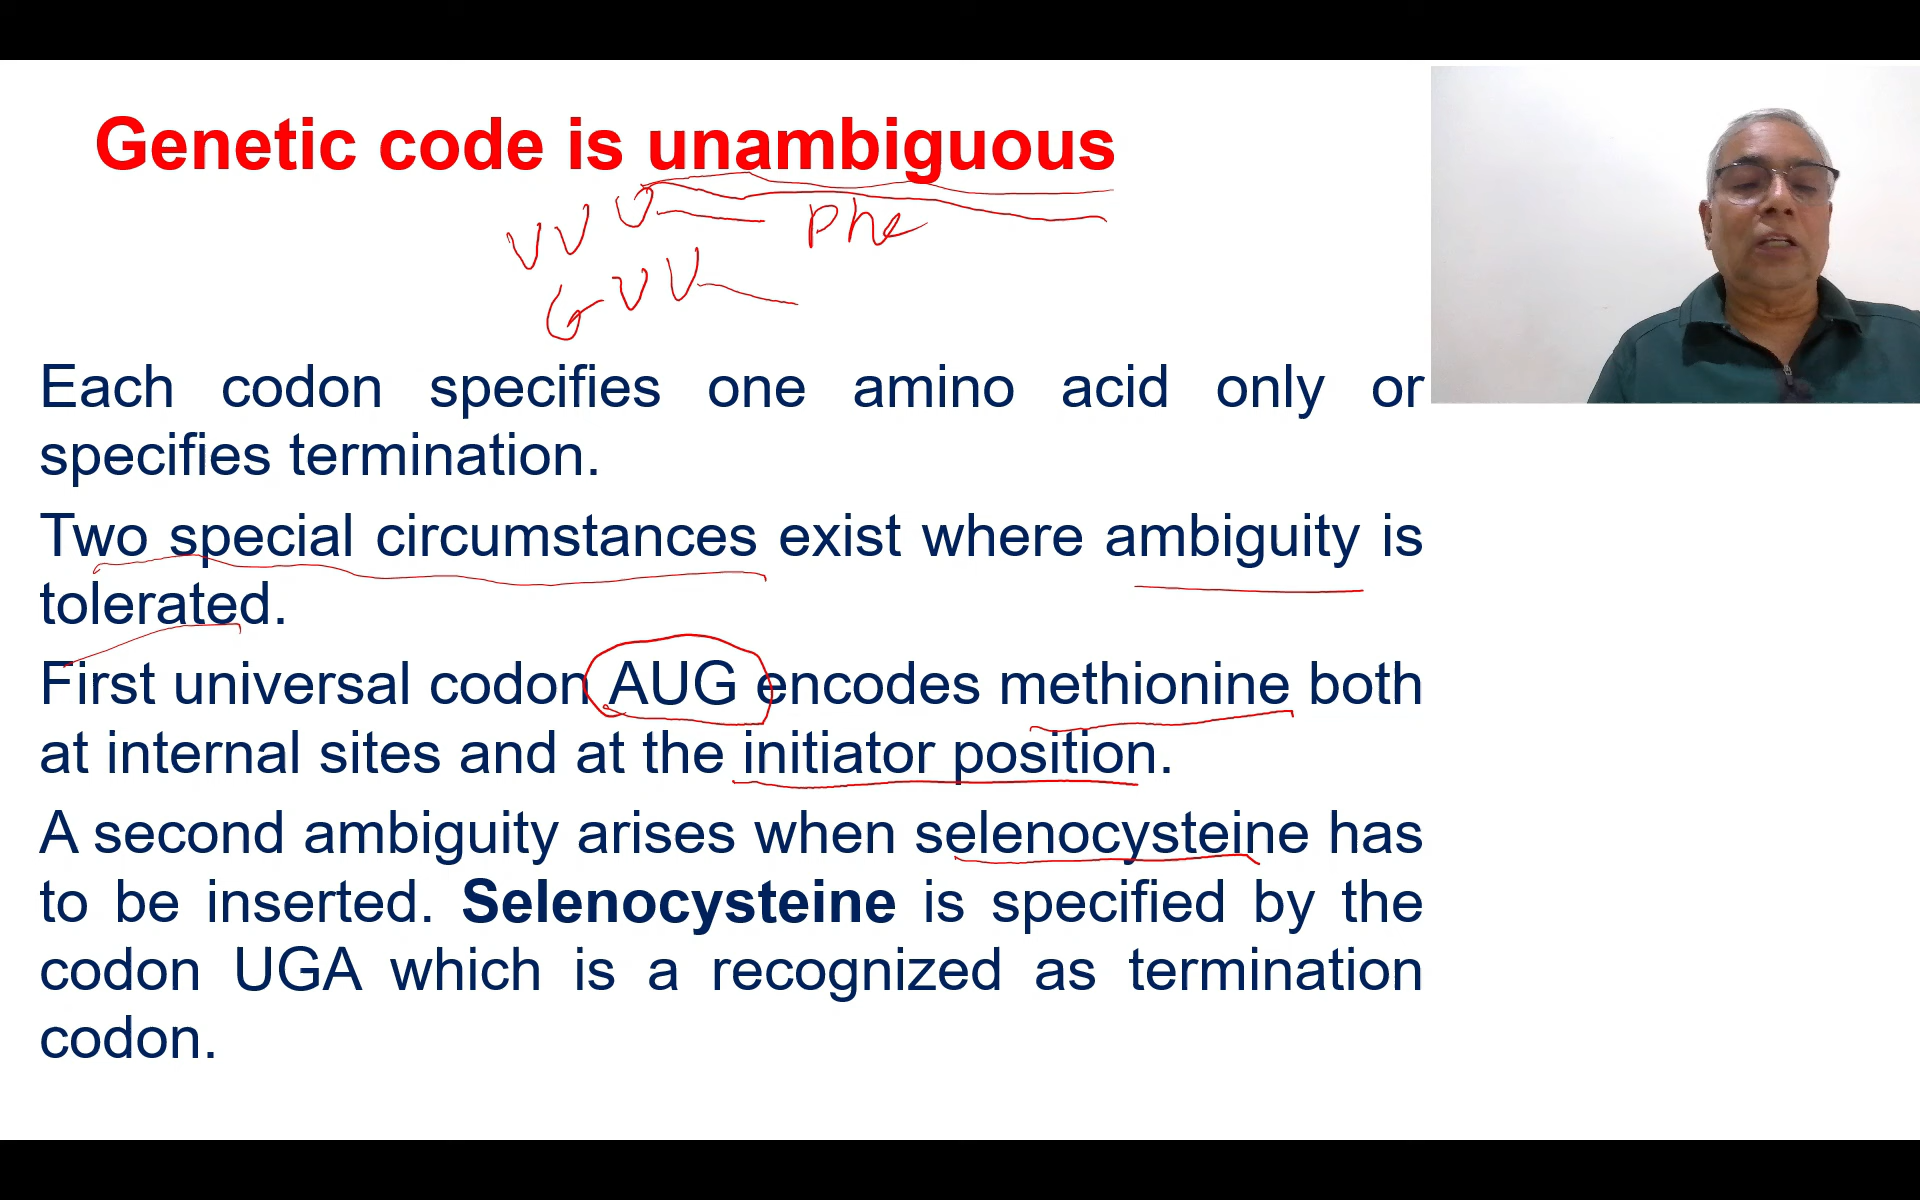 Genetic code is unambiguous
UUU Phe
GUU
Each codon specifies one amino acid only or
specifies termination.
Two special circumstances exist where ambiguity is
tolerated.
First universal codon AUG encodes methionine both
at internal sites and at the initiator position.
A second ambiguity arises when selenocysteine has
to be inserted. Selenocysteine is specified by the
codon UGA which is a recognized as termination
codon.